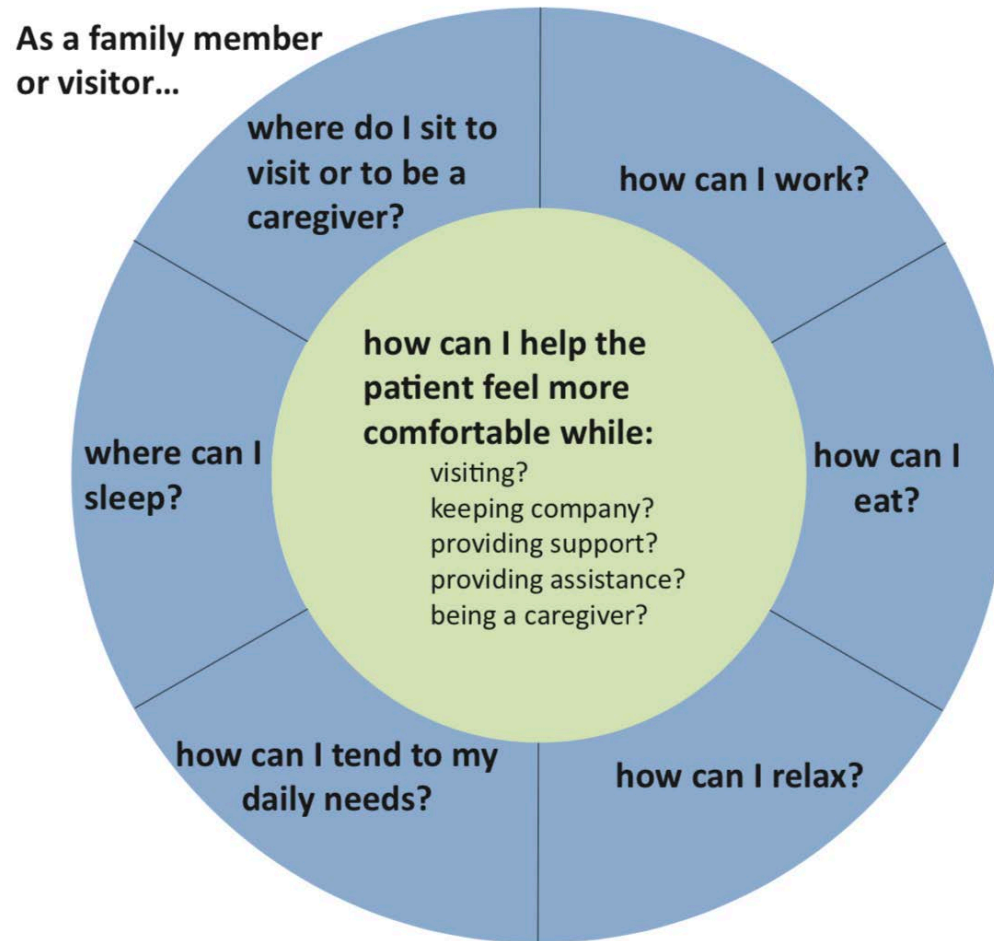 As a family member
or visitor...
where do I sit to
visit or to be a
caregiver?
how can I work?
how can I help the
patient feel more
comfortable while:
visiting?
keeping company?
providing support?
providing assistance?
being a caregiver?
where can I
sleep?
how can I
eat?
how can I tend to my
daily needs?
how can I relax?